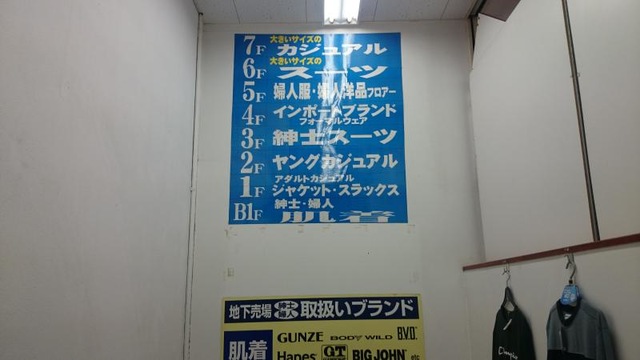 7F 大きいサイズの カジュアル
6F 大きいサイズの スーツ
5F 婦人服・婦人洋品フロアー
4F インポートブランド
フォーマルウェア
3F 紳士スーツ
2F ヤングカジュアル
アダルトカジュアル
1F ジャケット・スラックス
紳士・婦人
B1F 肌着
地下売場 紳士 婦人 取扱いブランド
肌着 GUNZE BODY WILD B.V.D.
Hanes GT BIG JOHN etc